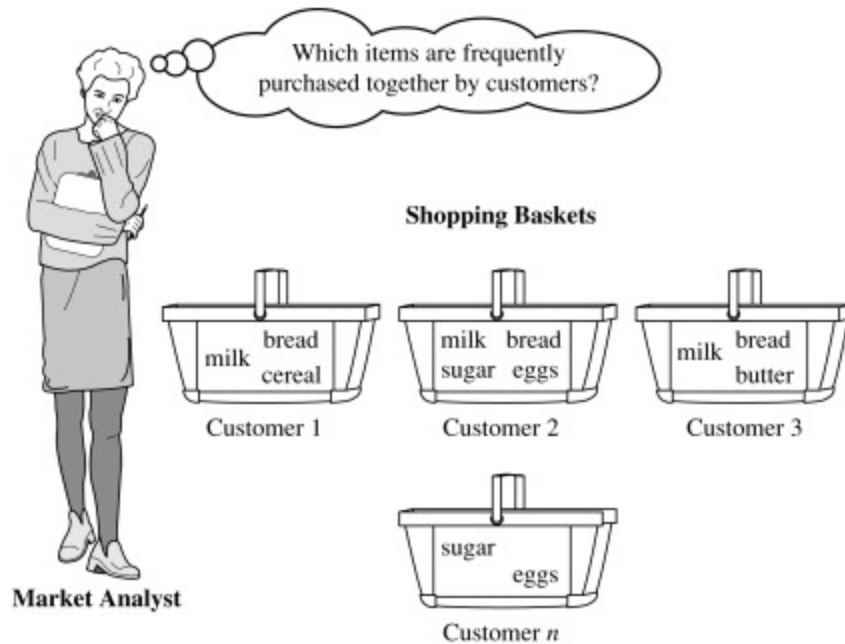 Which items are frequently
purchased together by customers?
Shopping Baskets
milk
bread
cereal
Customer 1
milk bread
sugar eggs
Customer 2
milk
bread
butter
Customer 3
sugar
eggs
Customer n
Market Analyst